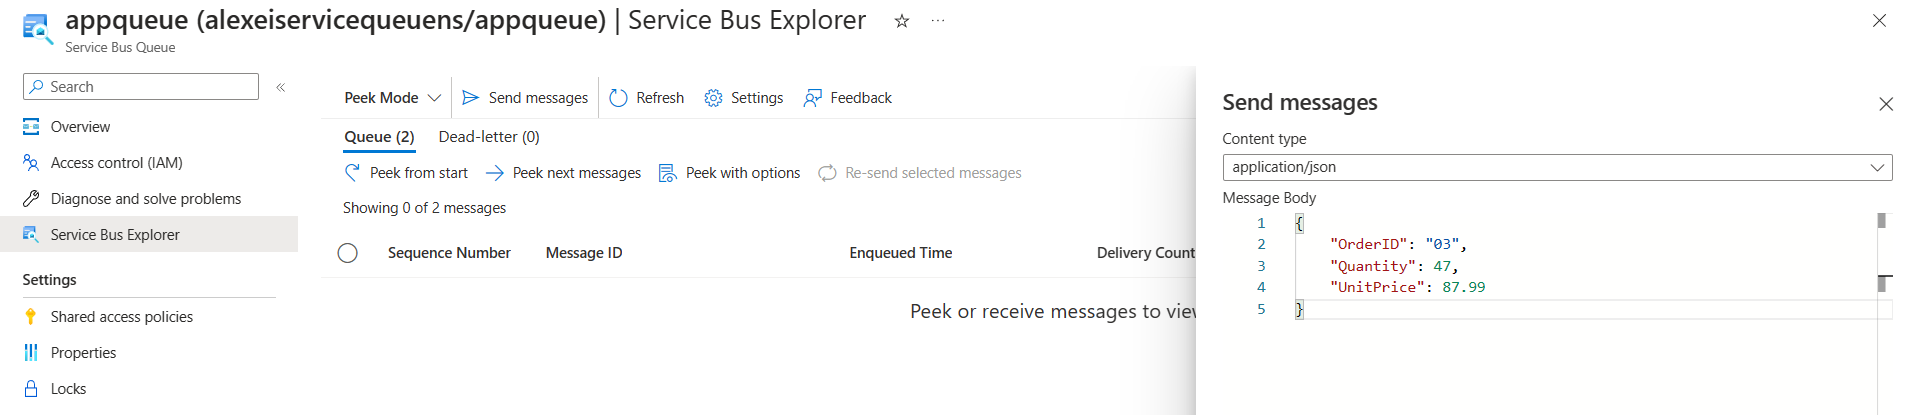 appqueue (alexeiservicequeuens/appqueue) | Service Bus Explorer
Service Bus Queue
Search
Overview
Access control (IAM)
Diagnose and solve problems
Service Bus Explorer
Settings
Shared access policies
Properties
Locks
Peek Mode Send messages Refresh Settings Feedback
Queue (2) Dead-letter (0)
Peek from start Peek next messages Peek with options Re-send selected messages
Showing 0 of 2 messages
Sequence Number Message ID Enqueued Time Delivery Count
Peek or receive messages to view
Send messages
Content type
application/json
Message Body
1 {
2 "OrderID": "03",
3 "Quantity": 47,
4 "UnitPrice": 87.99
5 }